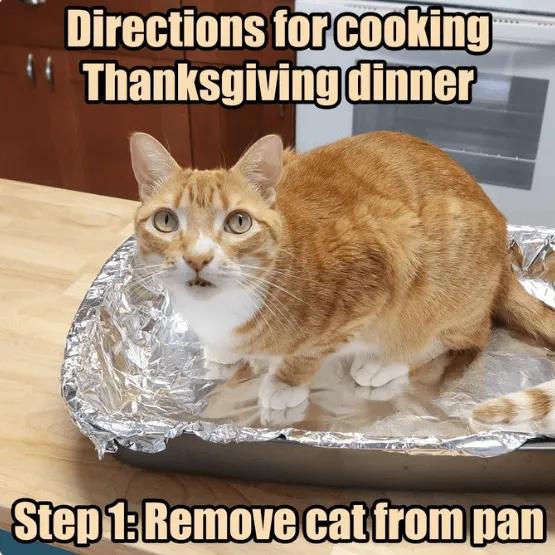 Directions for cooking
Thanksgiving dinner
Step 1: Remove cat from pan